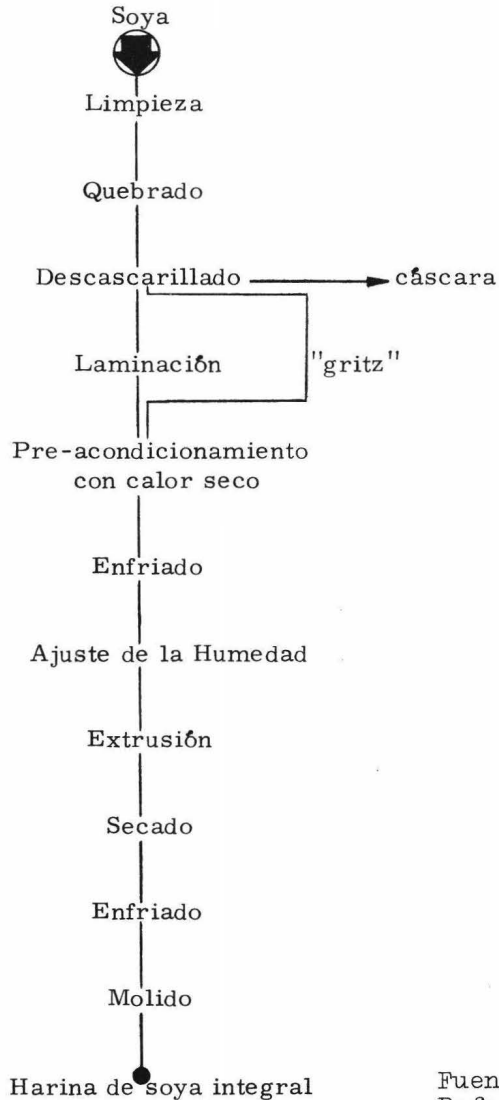 Soya
Limpieza
Quebrado
Descascarillado
cáscara
Laminación
"gritz"
Pre-acondicionamiento
con calor seco
Enfriado
Ajuste de la Humedad
Extrusión
Secado
Enfriado
Molido
Harina de soya integral